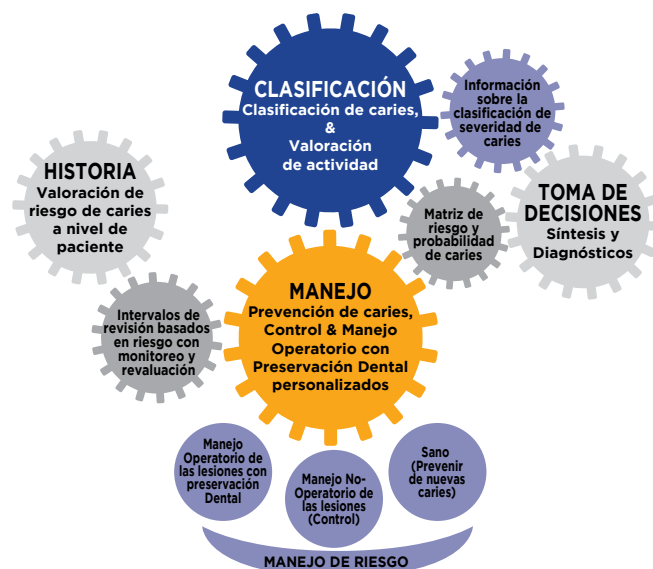 CLASIFICACIÓN
Clasificación de caries,
&
Valoración
de actividad
Información
sobre la
clasificación de
severidad de
caries
HISTORIA
Valoración de
riesgo de caries
a nivel de
paciente
TOMA DE
DECISIONES
Síntesis y
Diagnósticos
Matriz de
riesgo y
probabilidad
de caries
MANEJO
Prevención de caries,
Control & Manejo
Operatorio con
Preservación Dental
personalizados
Intervalos de
revisión basados
en riesgo con
monitoreo y
revaluación
Manejo
Operatorio de
las lesiones con
preservación
Dental
Manejo No-
Operatorio de
las lesiones
(Control)
Sano
(Prevenir
de nuevas
caries)
MANEJO DE RIESGO